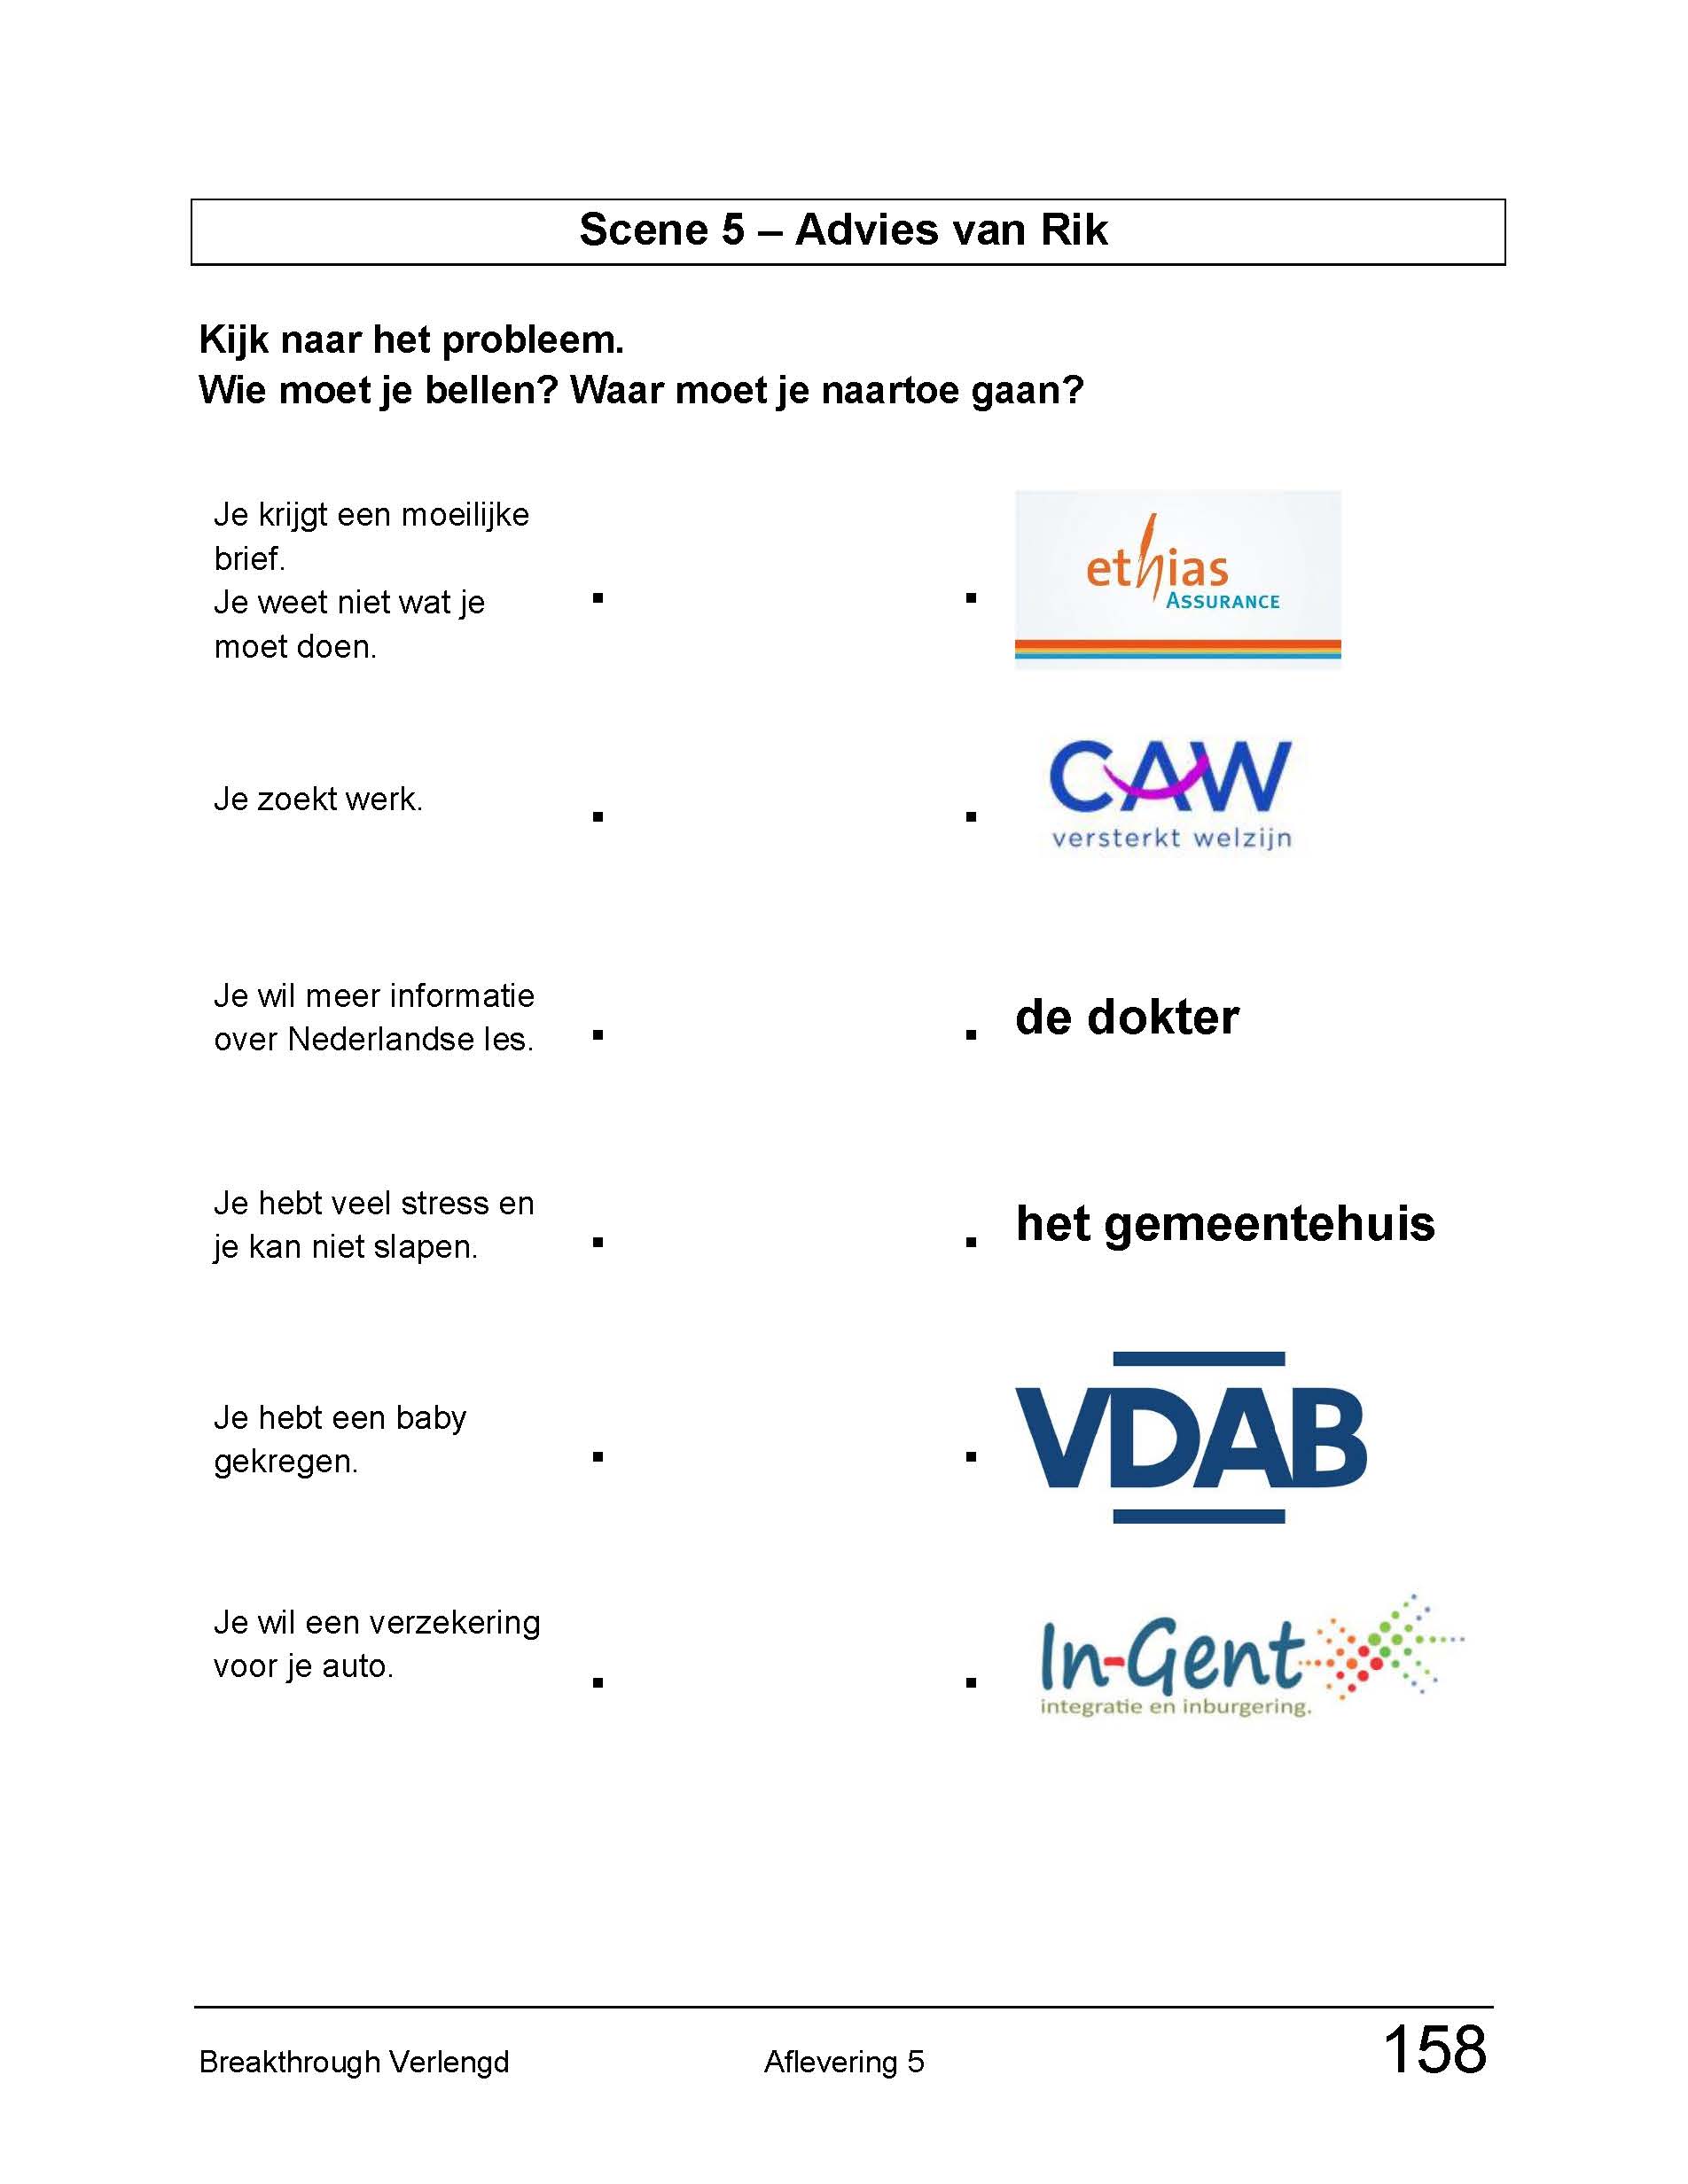 Scene 5 – Advies van Rik
Kijk naar het probleem.
Wie moet je bellen? Waar moet je naartoe gaan?
Je krijgt een moeilijke
brief.
Je weet niet wat je
moet doen.
ethias
ASSURANCE
Je zoekt werk.
CAW
versterkt welzijn
Je wil meer informatie
over Nederlandse les.
de dokter
Je hebt veel stress en
je kan niet slapen.
het gemeentehuis
Je hebt een baby
gekregen.
VDAB
Je wil een verzekering
voor je auto.
In-Gent
integratie en inburgering.
Breakthrough Verlengd Aflevering 5 158